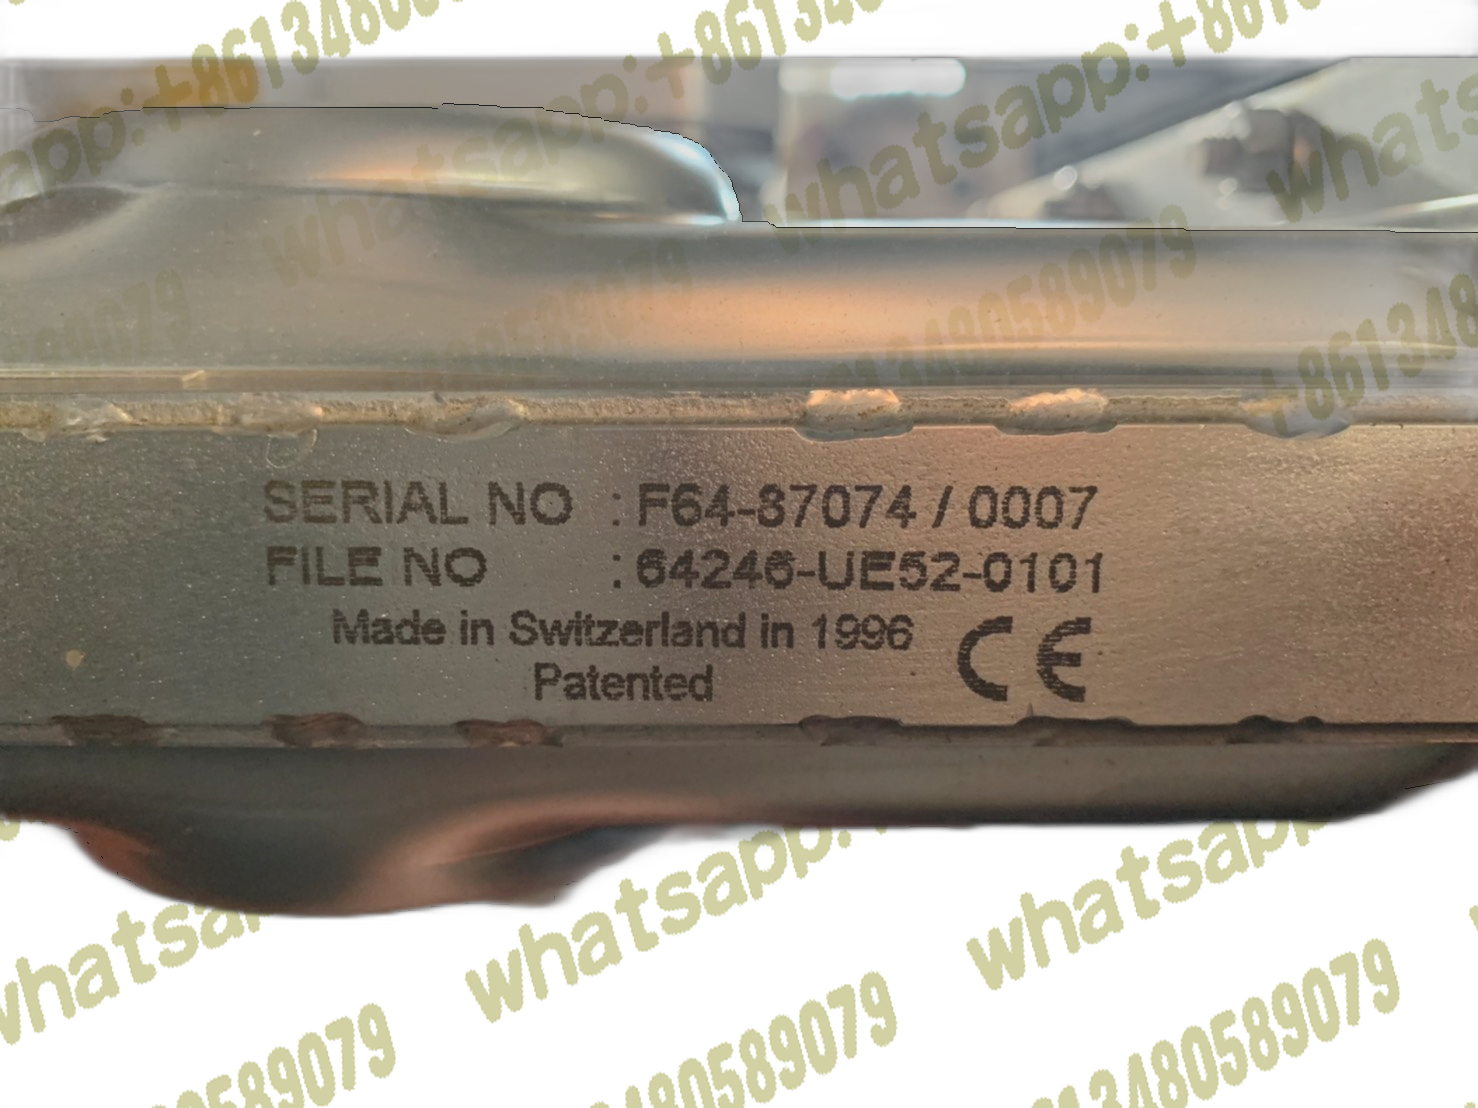 SERIAL NO : F64-87074 / 0007
FILE NO : 64246-UE52-0101
Made in Switzerland in 1996
Patented
CE
whatsapp:+8613480589079